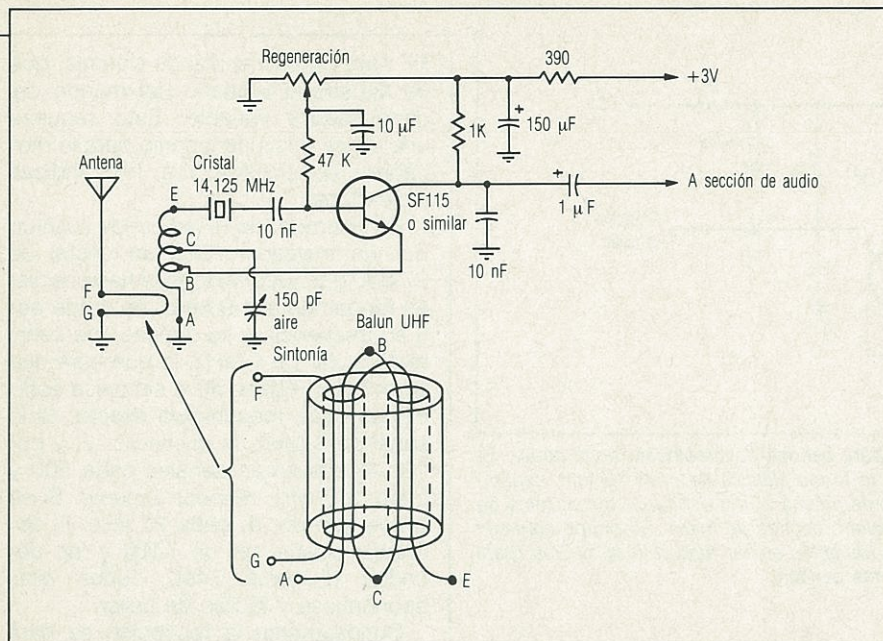 Regeneración
390
+3V
10 µF
1K
+
150 µF
Antena
Cristal
14,125 MHz
47 K
E
C
B
A
10 nF
SF115
o similar
+
1 µF
A sección de audio
10 nF
F
G
150 pF
aire
Sintonía
Balun UHF
B
F
G
A
C
E